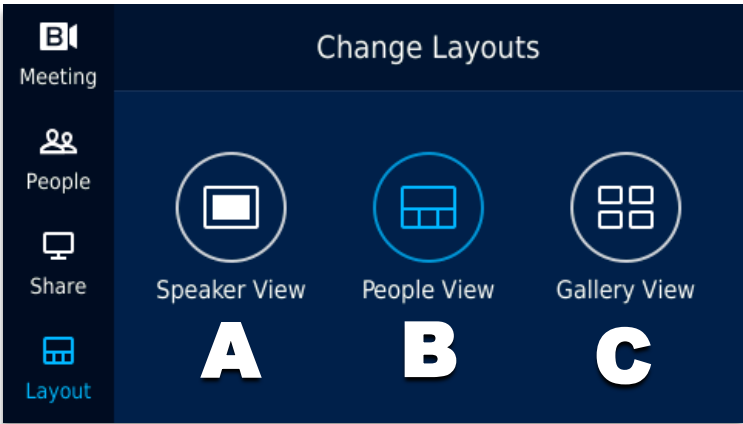 B
Meeting
People
Share
Layout
Change Layouts
Speaker View
People View
Gallery View
A
B
C